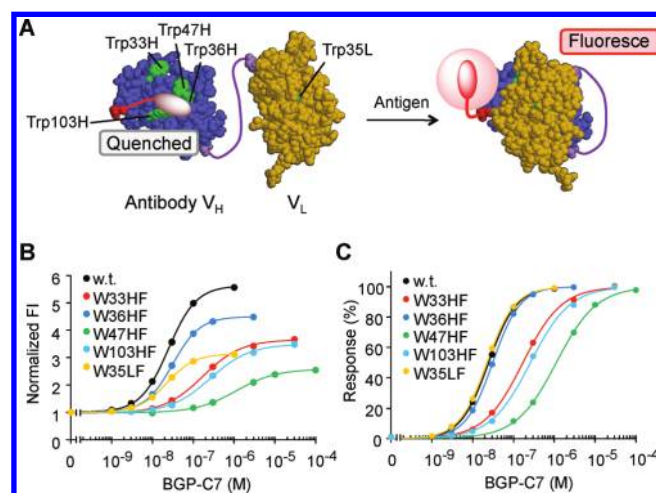 A
Trp47H
Trp33H
Trp36H
Trp35L
Fluoresce
Trp103H
Quenched
Antigen
Antibody VH
VL
B
w.t.
W33HF
W36HF
W47HF
W103HF
W35LF
Normalized FI
6
5
4
3
2
1
0
0
10-9
10-8
10-7
10-6
10-5
10-4
BGP-C7 (M)
C
w.t.
W33HF
W36HF
W47HF
W103HF
W35LF
Response (%)
100
80
60
40
20
0
0
10-9
10-8
10-7
10-6
10-5
10-4
BGP-C7 (M)